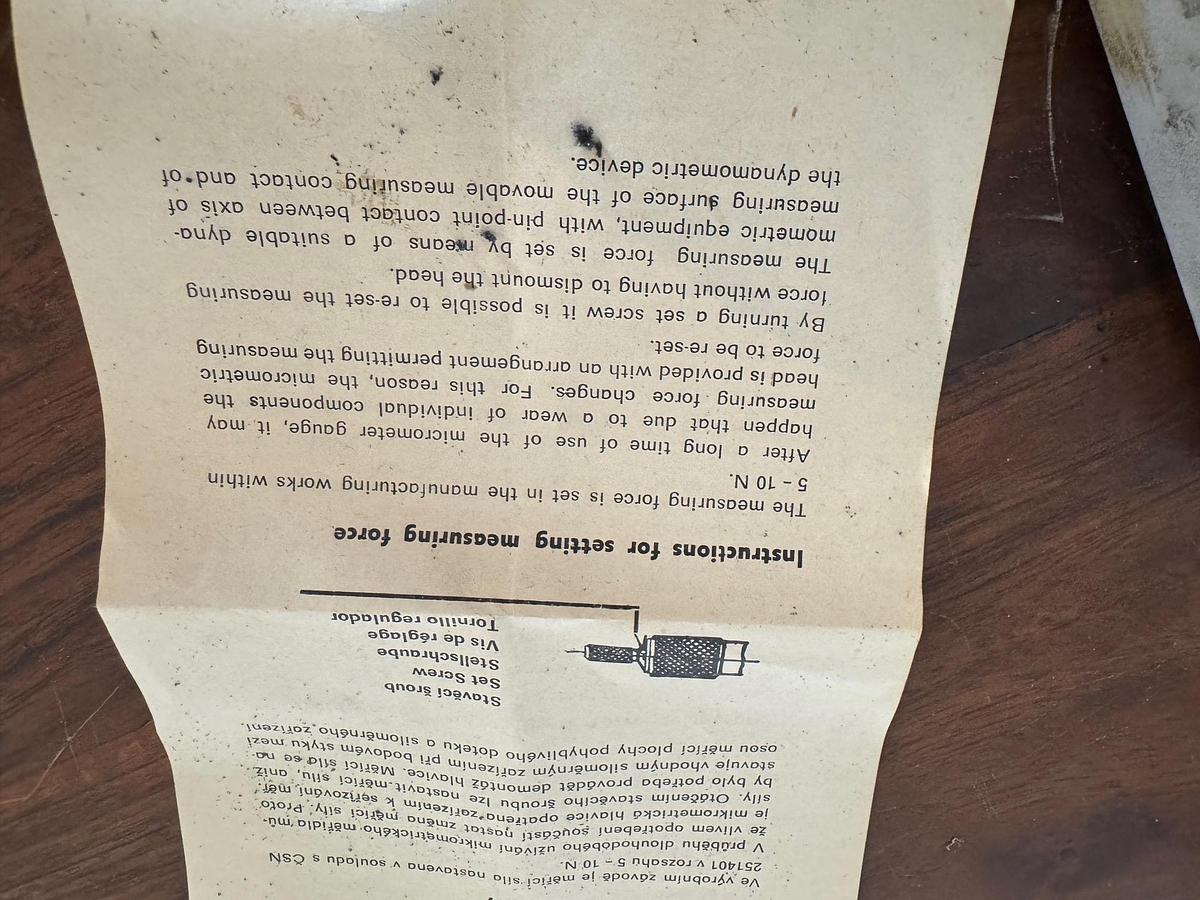 Ve výrobním závodě je měřicí síla nastavena v souladu s ČSN
251401 v rozsahu 5 – 10 N.
V průběhu dlouhodobého užívání mikrometrického měřidla mů-
že vlivem opotřebení součástí nastat změna měřicí síly. Proto
je mikrometrická hlavice opatřena zařízením k seřizování měř.
síly. Otáčením stavěcího šroubu lze nastavit měřicí sílu, aniž
by bylo potřeba provádět demontáž hlavice. Měřicí síla se na-
stavuje vhodným siloměrným zařízením při bodovém styku mezi
osou měřicí plochy pohyblivého doteku a siloměrného zařízení.
Stavěcí šroub
Set Screw
Stellschraube
Vis de réglage
Tornillo regulador
Instructions for setting measuring force
The measuring force is set in the manufacturing works within
5 – 10 N.
After a long time of use of the micrometer gauge, it may
happen that due to a wear of individual components the
measuring force changes. For this reason, the micrometric
head is provided with an arrangement permitting the measuring
force to be re-set.
By turning a set screw it is possible to re-set the measuring
force without having to dismount the head.
The measuring force is set by means of a suitable dyna-
mometric equipment, with pin-point contact between axis of
measuring surface of the movable measuring contact and of
the dynamometric device.